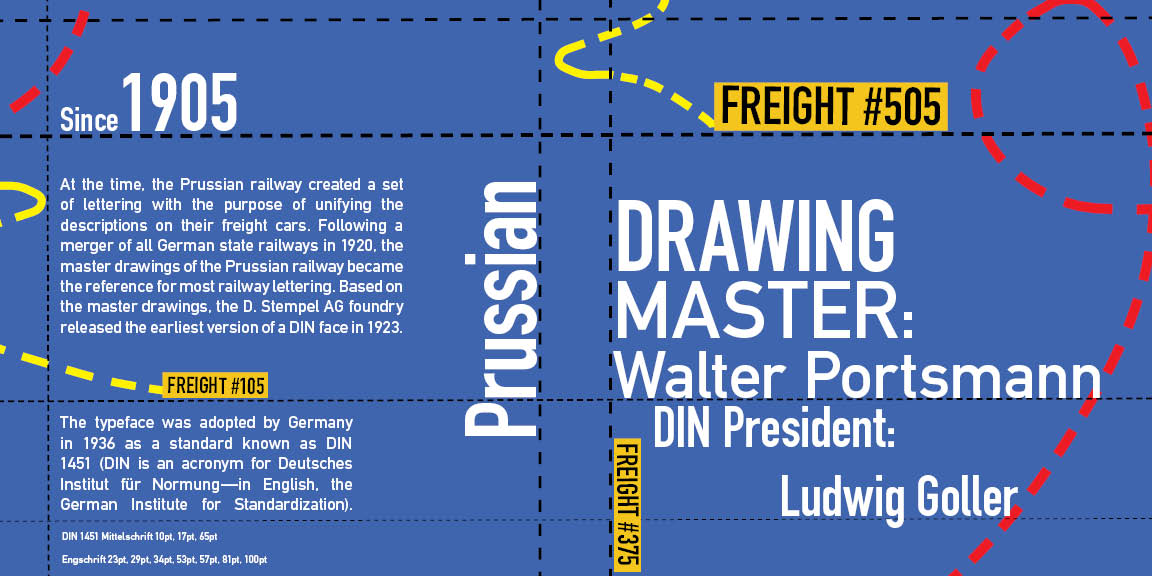 Since 1905
At the time, the Prussian railway created a set
of lettering with the purpose of unifying the
descriptions on their freight cars. Following a
merger of all German state railways in 1920, the
master drawings of the Prussian railway became
the reference for most railway lettering. Based on
the master drawings, the D. Stempel AG foundry
released the earliest version of a DIN face in 1923.
FREIGHT #105
The typeface was adopted by Germany
in 1936 as a standard known as DIN
1451 (DIN is an acronym for Deutsches
Institut für Normung—in English, the
German Institute for Standardization).
DIN 1451 Mittelschrift 10pt, 17pt, 65pt
Engschrift 23pt, 29pt, 34pt, 53pt, 57pt, 81pt, 100pt
Prussian
FREIGHT #505
DRAWING
MASTER:
Walter Portsmann
DIN President:
Ludwig Goller
FREIGHT #375